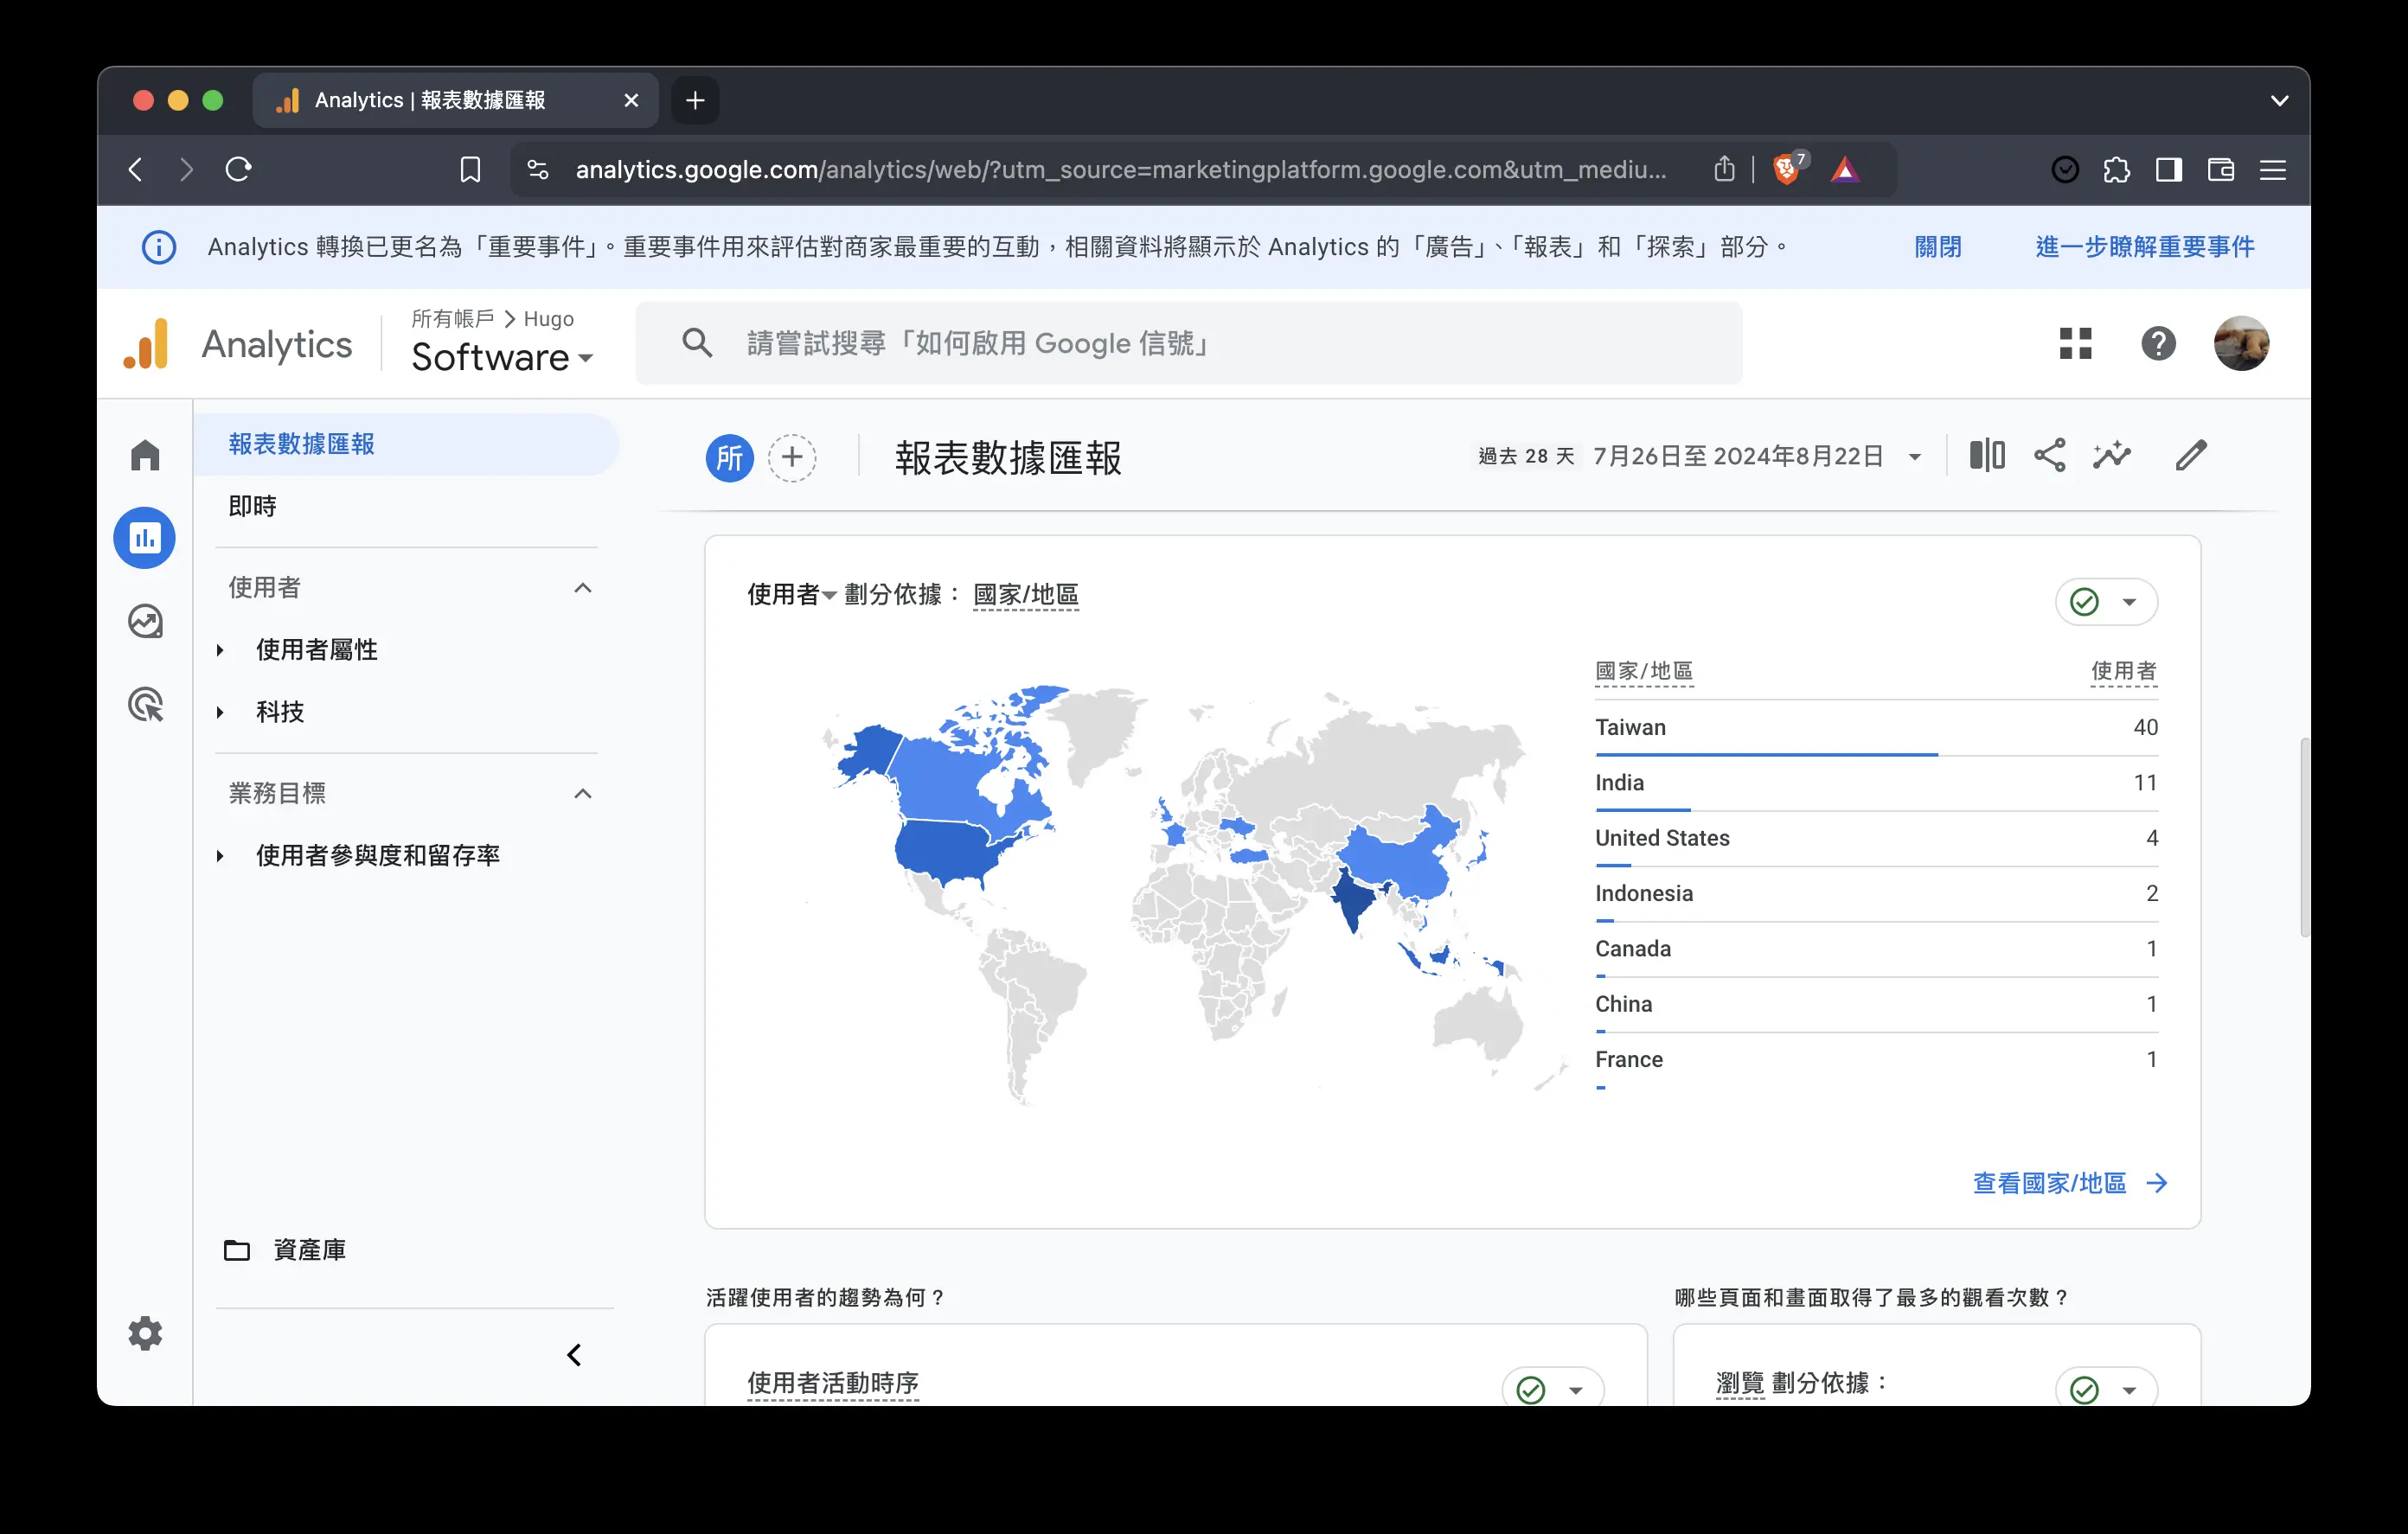 Analytics | 報表數據匯報
analytics.google.com/analytics/web/?utm_source=marketingplatform.google.com&utm_mediu...
7
Analytics 轉換已更名為「重要事件」。重要事件用來評估對商家最重要的互動，相關資料將顯示於 Analytics 的「廣告」、「報表」和「探索」部分。
關閉
進一步瞭解重要事件
Analytics
所有帳戶 > Hugo
Software
請嘗試搜尋「如何啟用 Google 信號」
報表數據匯報
即時
使用者
使用者屬性
科技
業務目標
使用者參與度和留存率
資產庫
所
報表數據匯報
過去 28 天 7月26日至 2024年8月22日
使用者 劃分依據： 國家/地區
國家/地區 使用者
Taiwan 40
India 11
United States 4
Indonesia 2
Canada 1
China 1
France 1
查看國家/地區
活躍使用者的趨勢為何？
使用者活動時序
哪些頁面和畫面取得了最多的觀看次數？
瀏覽 劃分依據：